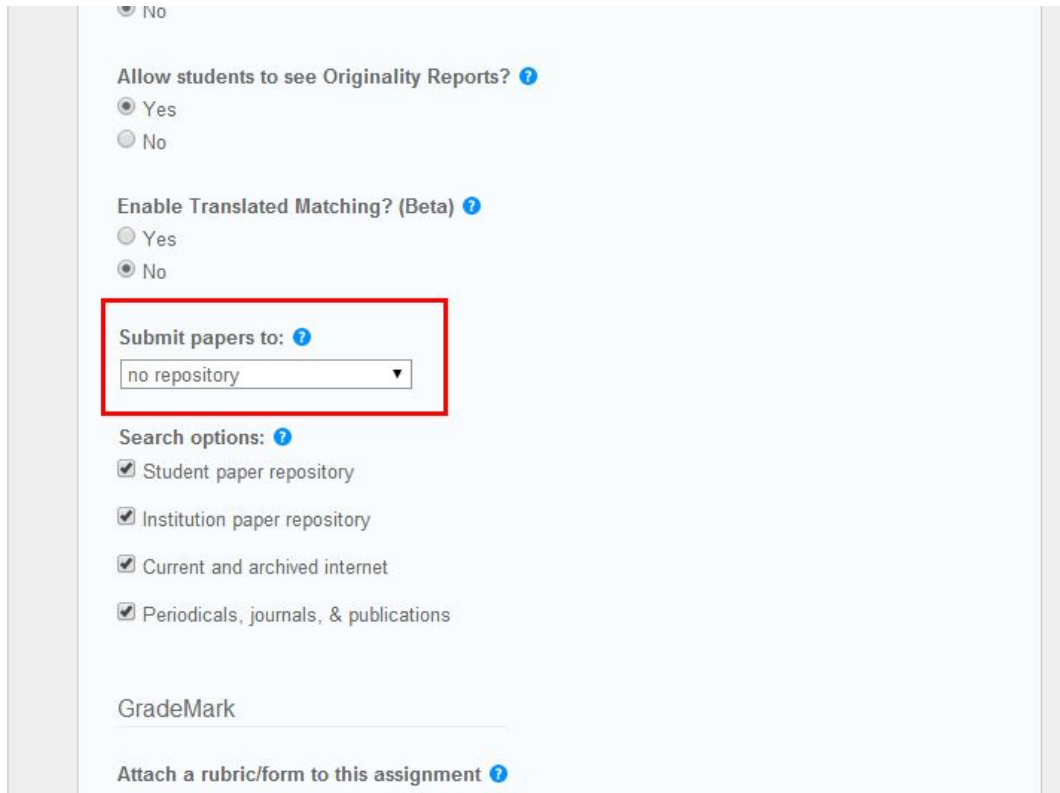 No
Allow students to see Originality Reports? ?
Yes
No
Enable Translated Matching? (Beta) ?
Yes
No
Submit papers to: ?
no repository
Search options: ?
Student paper repository
Institution paper repository
Current and archived internet
Periodicals, journals, & publications
GradeMark
Attach a rubric/form to this assignment ?